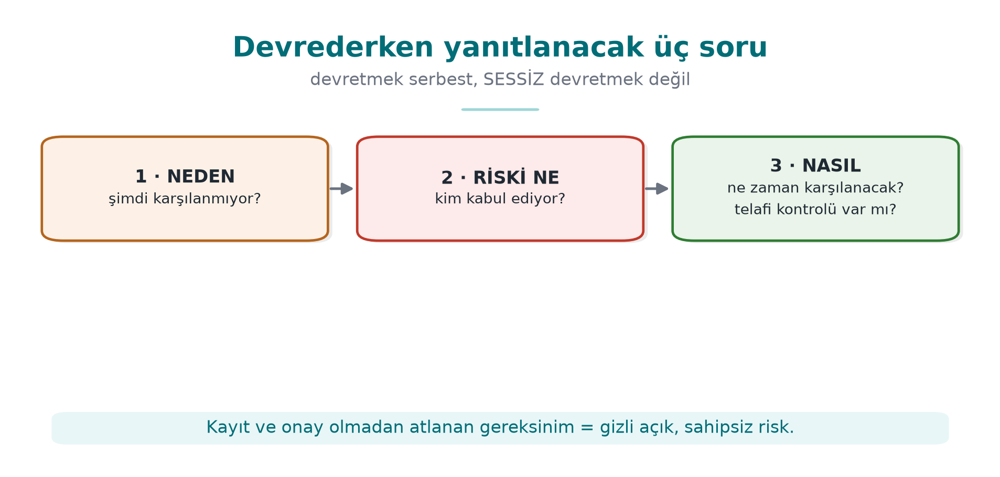 Devrederken yanıtlanacak üç soru
devretmek serbest, SESSİZ devretmek değil
1 · NEDEN
şimdi karşılanmıyor?
2 · RİSKİ NE
kim kabul ediyor?
3 · NASIL
ne zaman karşılanacak?
telafi kontrolü var mı?
Kayıt ve onay olmadan atlanan gereksinim = gizli açık, sahipsiz risk.